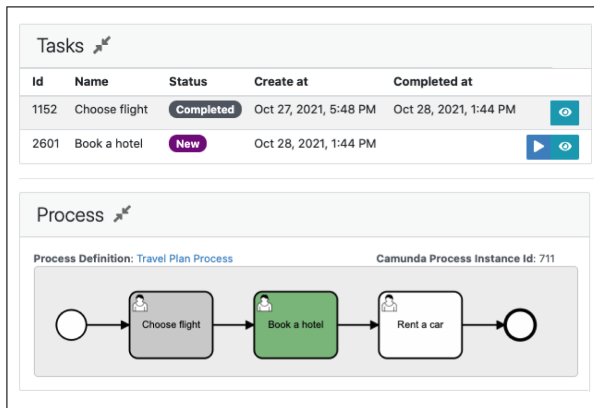 Tasks
Id Name Status Create at Completed at
1152 Choose flight Completed Oct 27, 2021, 5:48 PM Oct 28, 2021, 1:44 PM
2601 Book a hotel New Oct 28, 2021, 1:44 PM
Process
Process Definition: Travel Plan Process Camunda Process Instance Id: 711
Choose flight Book a hotel Rent a car